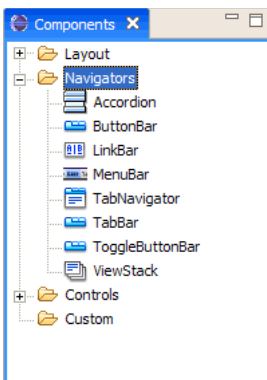 Components
Layout
Navigators
Accordion
ButtonBar
LinkBar
MenuBar
TabNavigator
TabBar
ToggleButtonBar
ViewStack
Controls
Custom